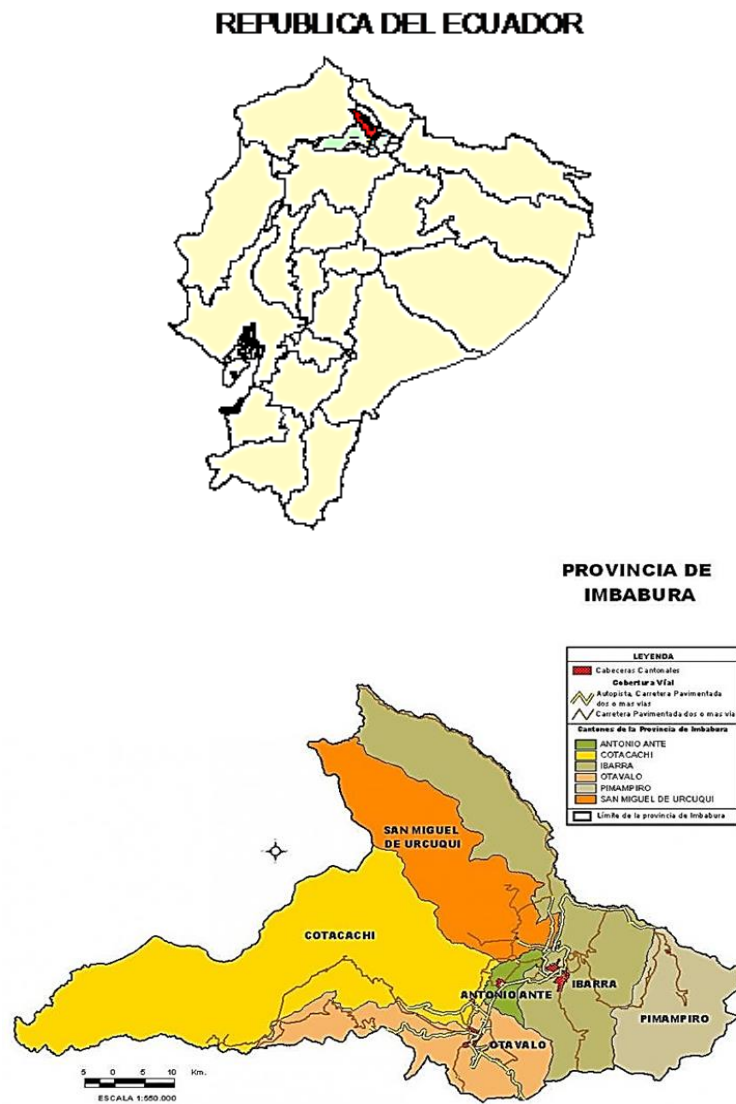 REPUBLICA DEL ECUADOR
PROVINCIA DE
IMBABURA
LEYENDA
Cabeceras Cantonales
Cobertura Víal
Autopista, Carretera Pavimentada
dos o mas vias
Carretera Pavimentada dos o mas via
Cantones de la Provincia de Imbabura
ANTONIO ANTE
COTACACHI
IBARRA
OTAVALO
PIMAMPIRO
SAN MIGUEL DE URCUQUI
Límite de la provincia de Imbabura
SAN MIGUEL
DE URCUQUI
COTACACHI
ANTONIO ANTE
IBARRA
PIMAMPIRO
OTAVALO
5 0 5 10 Km.
ESCALA 1:550.000